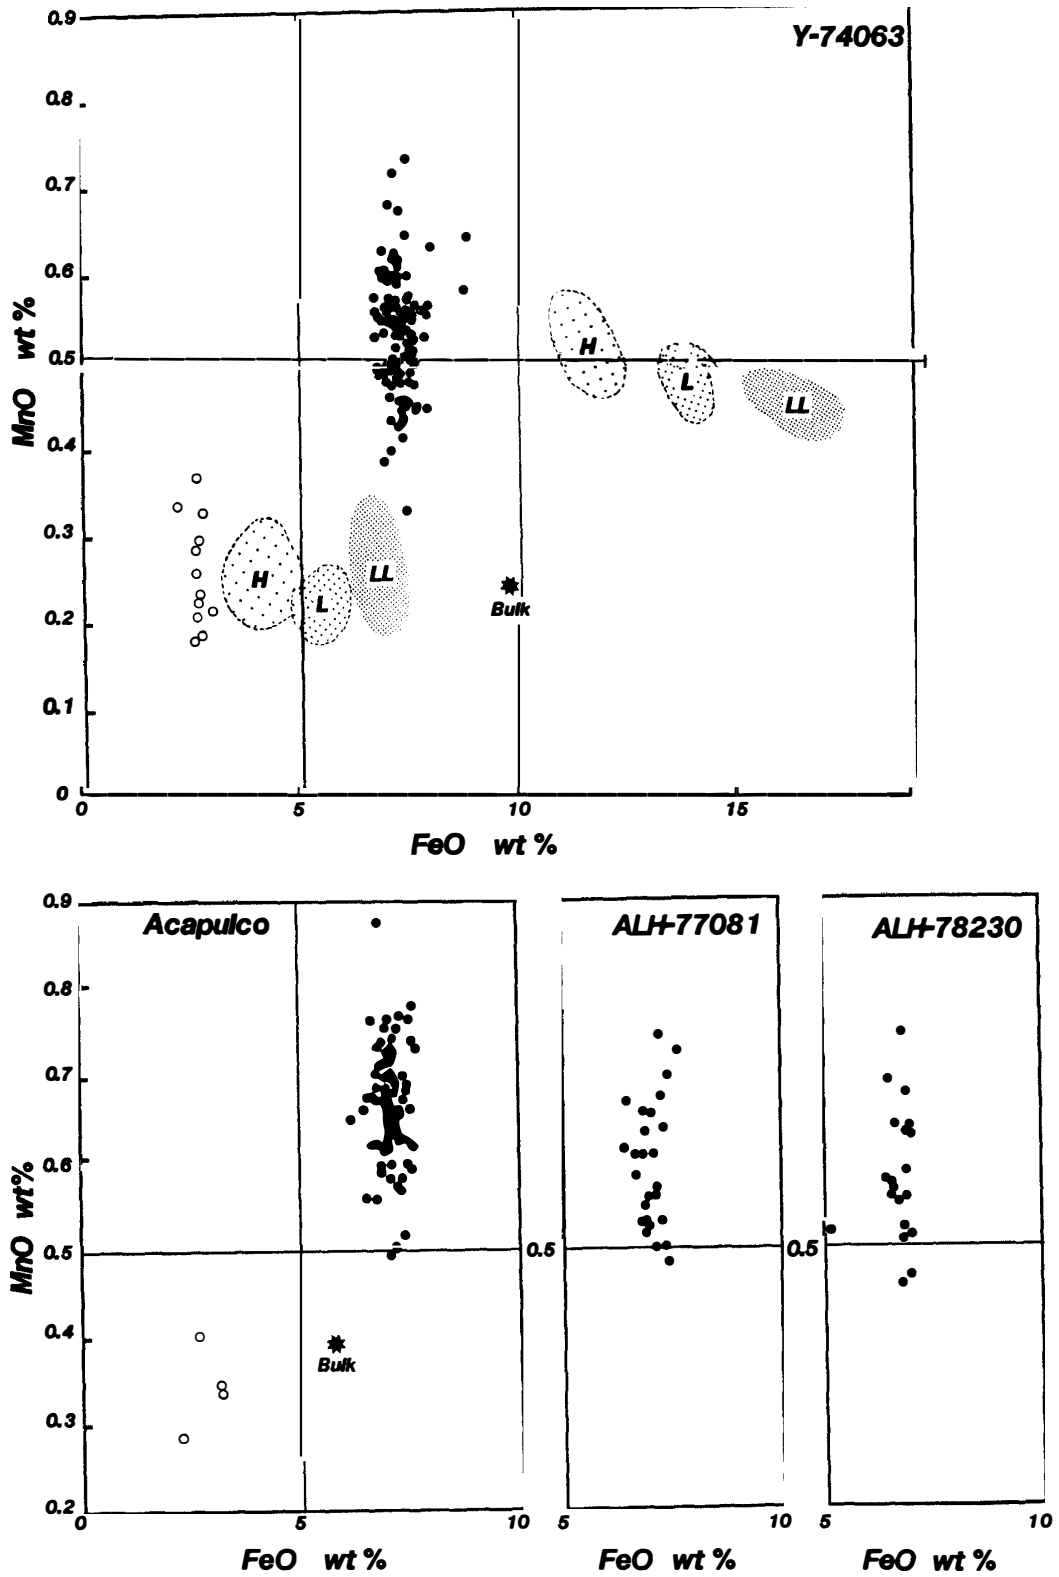 0.9
Y-74063
0.8
0.7
0.6
MnO wt %
0.5
H
L
LL
0.4
0.3
H
L
LL
Bulk
0.2
0.1
0
0 5 10 15
FeO wt %
0.9
Acapulco
ALH-77081
ALH-78230
0.8
0.7
0.6
MnO wt%
0.5
0.5
0.5
0.4
Bulk
0.3
0.2
0 5 10
5 10
5 10
FeO wt %
FeO wt %
FeO wt %